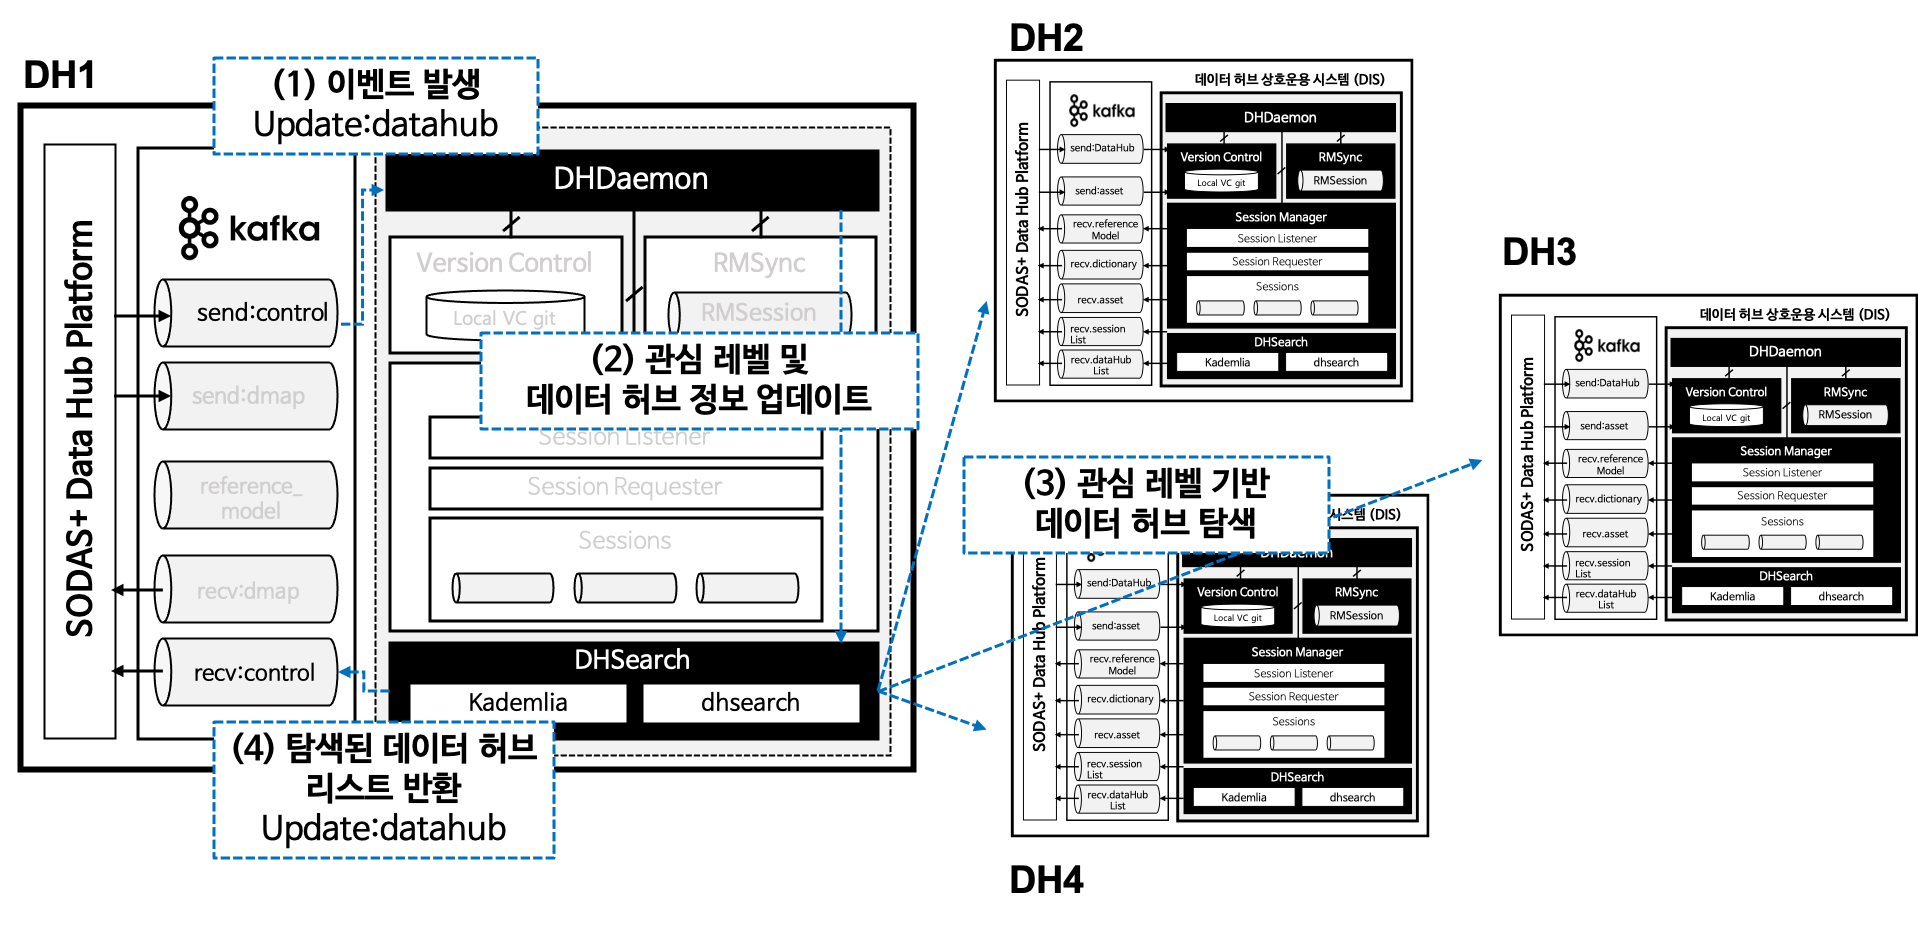 DH1
(1) 이벤트 발생
Update:datahub
SODAS+ Data Hub Platform
kafka
send:control
send:dmap
reference_
model
recv:dmap
recv:control
DHDaemon
Version Control
Local VC git
RMSync
RMSession
(2) 관심 레벨 및
데이터 허브 정보 업데이트
Session Listener
Session Requester
Sessions
DHSearch
Kademlia
dhsearch
(4) 탐색된 데이터 허브
리스트 반환
Update:datahub
DH2
데이터 허브 상호운용 시스템 (DIS)
SODAS+ Data Hub Platform
kafka
send:DataHub
send:asset
recv.reference
Model
recv.dictionary
recv.asset
recv.session
List
recv.dataHub
List
DHDaemon
Version Control
Local VC git
RMSync
RMSession
Session Manager
Session Listener
Session Requester
Sessions
DHSearch
Kademlia
dhsearch
(3) 관심 레벨 기반
데이터 허브 탐색
시스템 (DIS)
SODAS+ Data Hub Platform
send:DataHub
send:asset
recv.reference
Model
recv.dictionary
recv.asset
recv.session
List
recv.dataHub
List
DHDaemon
Version Control
Local VC git
RMSync
RMSession
Session Manager
Session Listener
Session Requester
Sessions
DHSearch
Kademlia
dhsearch
DH4
DH3
데이터 허브 상호운용 시스템 (DIS)
SODAS+ Data Hub Platform
kafka
send:DataHub
send:asset
recv.reference
Model
recv.dictionary
recv.asset
recv.session
List
recv.dataHub
List
DHDaemon
Version Control
Local VC git
RMSync
RMSession
Session Manager
Session Listener
Session Requester
Sessions
DHSearch
Kademlia
dhsearch